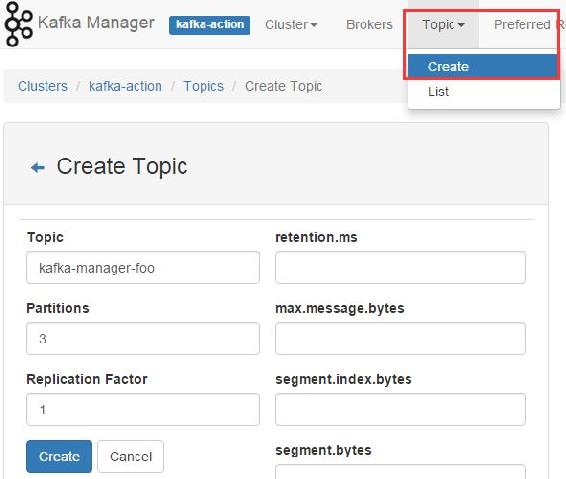 Kafka Manager kafka-action Cluster Brokers Topic Preferred R
Create
List
Clusters / kafka-action / Topics / Create Topic
Create Topic
Topic
kafka-manager-foo
Partitions
3
Replication Factor
1
Create Cancel
retention.ms
max.message.bytes
segment.index.bytes
segment.bytes